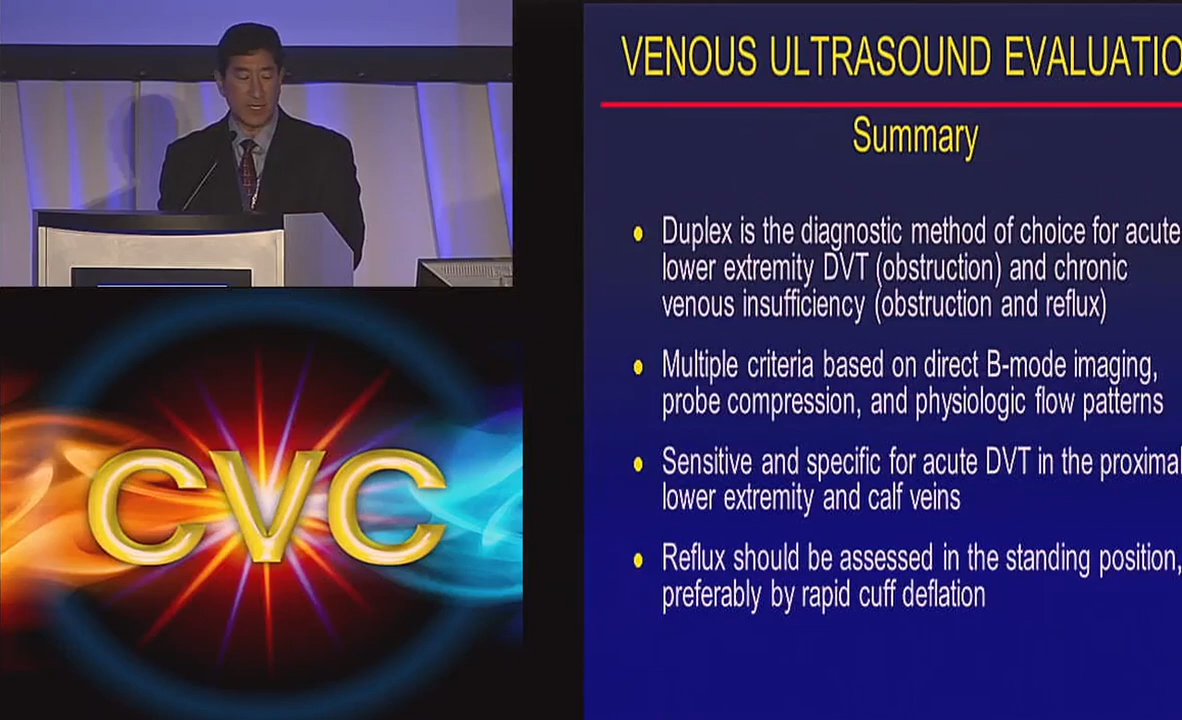 VENOUS ULTRASOUND EVALUATIO
Summary
• Duplex is the diagnostic method of choice for acute
lower extremity DVT (obstruction) and chronic
venous insufficiency (obstruction and reflux)
• Multiple criteria based on direct B-mode imaging,
probe compression, and physiologic flow patterns
• Sensitive and specific for acute DVT in the proximal
lower extremity and calf veins
• Reflux should be assessed in the standing position,
preferably by rapid cuff deflation
CVC